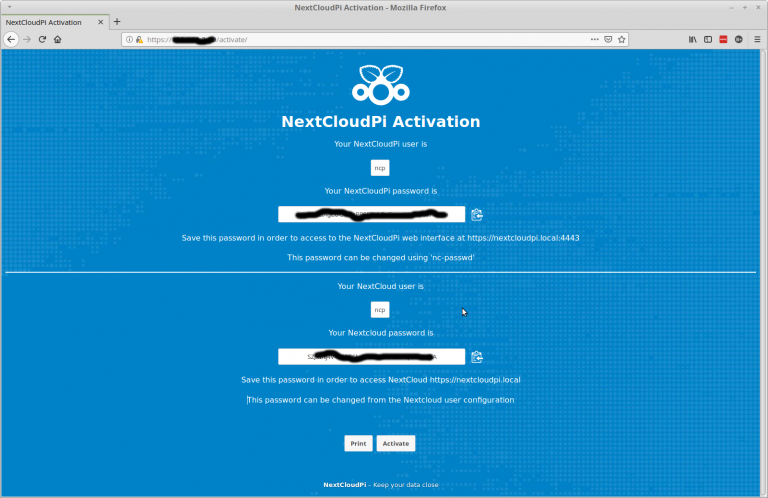 NextCloudPi Activation - Mozilla Firefox
NextCloudPi Activation
https://
/activate/
NextCloudPi Activation
Your NextCloudPi user is
ncp
Your NextCloudPi password is
Save this password in order to access to the NextCloudPi web interface at https://nextcloudpi.local:4443
This password can be changed using 'nc-passwd'
Your NextCloud user is
ncp
Your Nextcloud password is
Save this password in order to access NextCloud https://nextcloudpi.local
This password can be changed from the Nextcloud user configuration
Print Activate
NextCloudPi – Keep your data close